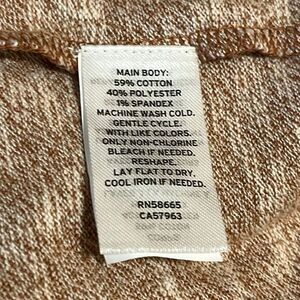 MAIN BODY:
59% COTTON
40% POLYESTER
1% SPANDEX
MACHINE WASH COLD.
GENTLE CYCLE.
WITH LIKE COLORS.
ONLY NON-CHLORINE
BLEACH IF NEEDED.
RESHAPE.
LAY FLAT TO DRY.
COOL IRON IF NEEDED.
RN58665
CA57963